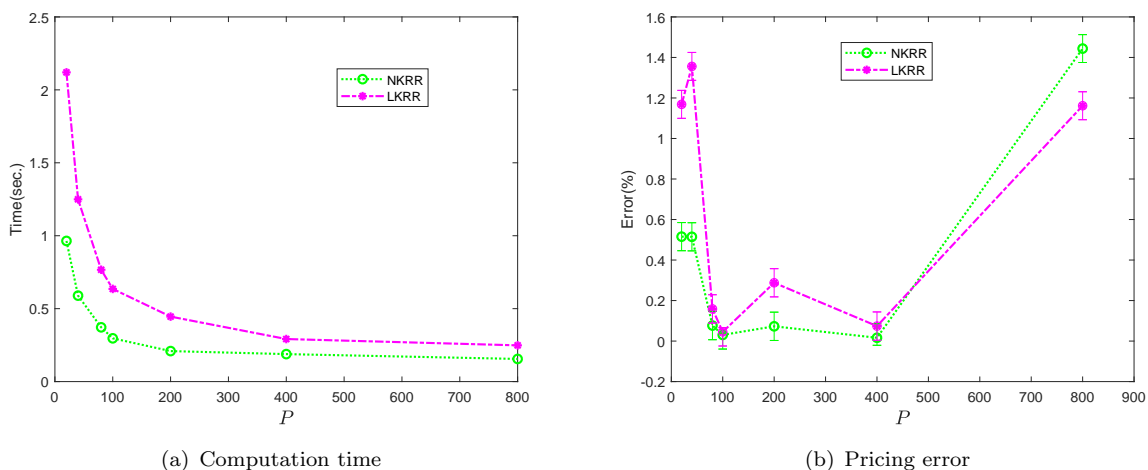 2.5
2
1.5
1
0.5
0
Time(sec.)
0 100 200 300 400 500 600 700 800
P
NKRR
LKRR
(a) Computation time
1.6
1.4
1.2
1
0.8
0.6
0.4
0.2
0
-0.2
Error(%)
0 100 200 300 400 500 600 700 800 900
P
NKRR
LKRR
(b) Pricing error